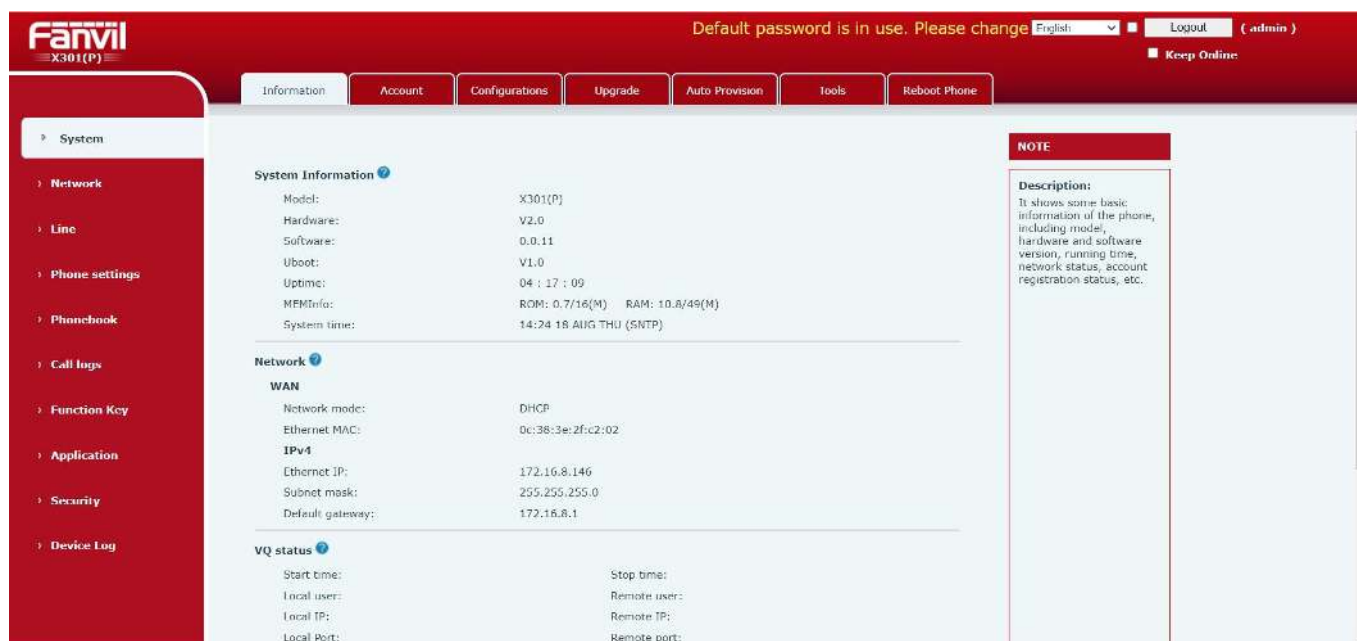 Fanvil
X301(P)
Default password is in use. Please change
English
Logout
( admin )
Keep Online
Information
Account
Configurations
Upgrade
Auto Provision
Tools
Reboot Phone
› System
› Network
› Line
› Phone settings
› Phonebook
› Call logs
› Function Key
› Application
› Security
› Device Log
System Information
Model: X301(P)
Hardware: V2.0
Software: 0.0.11
Uboot: V1.0
Uptime: 04 : 17 : 09
MEMInfo: ROM: 0.7/16(M) RAM: 10.8/49(M)
System time: 14:24 18 AUG THU (SNTP)
Network
WAN
Network mode: DHCP
Ethernet MAC: 0c:38:3e:2f:c2:02
IPv4
Ethernet IP: 172.16.8.146
Subnet mask: 255.255.255.0
Default gateway: 172.16.8.1
VQ status
Start time: Stop time:
Local user: Remote user:
Local IP: Remote IP:
Local Port: Remote port:
NOTE
Description:
It shows some basic
information of the phone,
including model,
hardware and software
version, running time,
network status, account
registration status, etc.